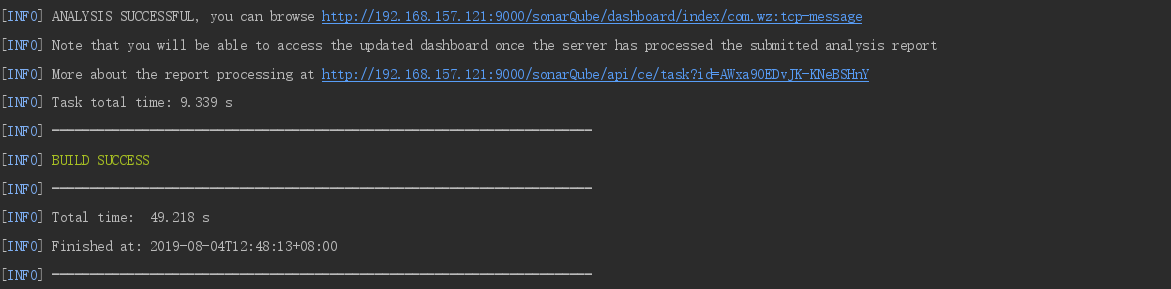 [INFO] ANALYSIS SUCCESSFUL, you can browse http://192.168.157.121:9000/sonarQube/dashboard/index/com.wz:tcp-message
[INFO] Note that you will be able to access the updated dashboard once the server has processed the submitted analysis report
[INFO] More about the report processing at http://192.168.157.121:9000/sonarQube/api/ce/task?id=AWxa90EDvJK-KNeBSHnY
[INFO] Task total time: 9.339 s
[INFO] ------------------------------------------------------------------------
[INFO] BUILD SUCCESS
[INFO] ------------------------------------------------------------------------
[INFO] Total time:  49.218 s
[INFO] Finished at: 2019-08-04T12:48:13+08:00
[INFO] ------------------------------------------------------------------------